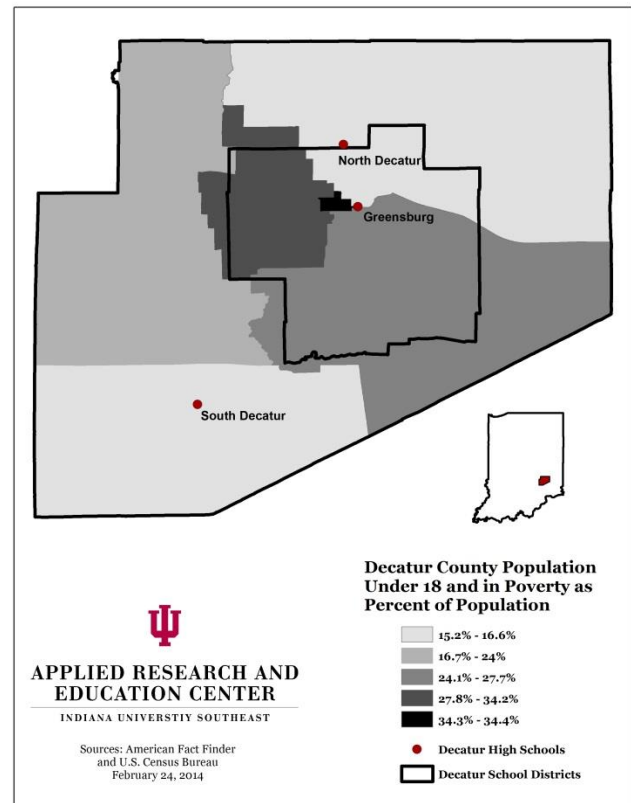 North Decatur
Greensburg
South Decatur
Decatur County Population
Under 18 and in Poverty as
Percent of Population
15.2% - 16.6%
16.7% - 24%
24.1% - 27.7%
27.8% - 34.2%
34.3% - 34.4%
Decatur High Schools
Decatur School Districts
APPLIED RESEARCH AND
EDUCATION CENTER
INDIANA UNIVERSTIY SOUTHEAST
Sources: American Fact Finder
and U.S. Census Bureau
February 24, 2014